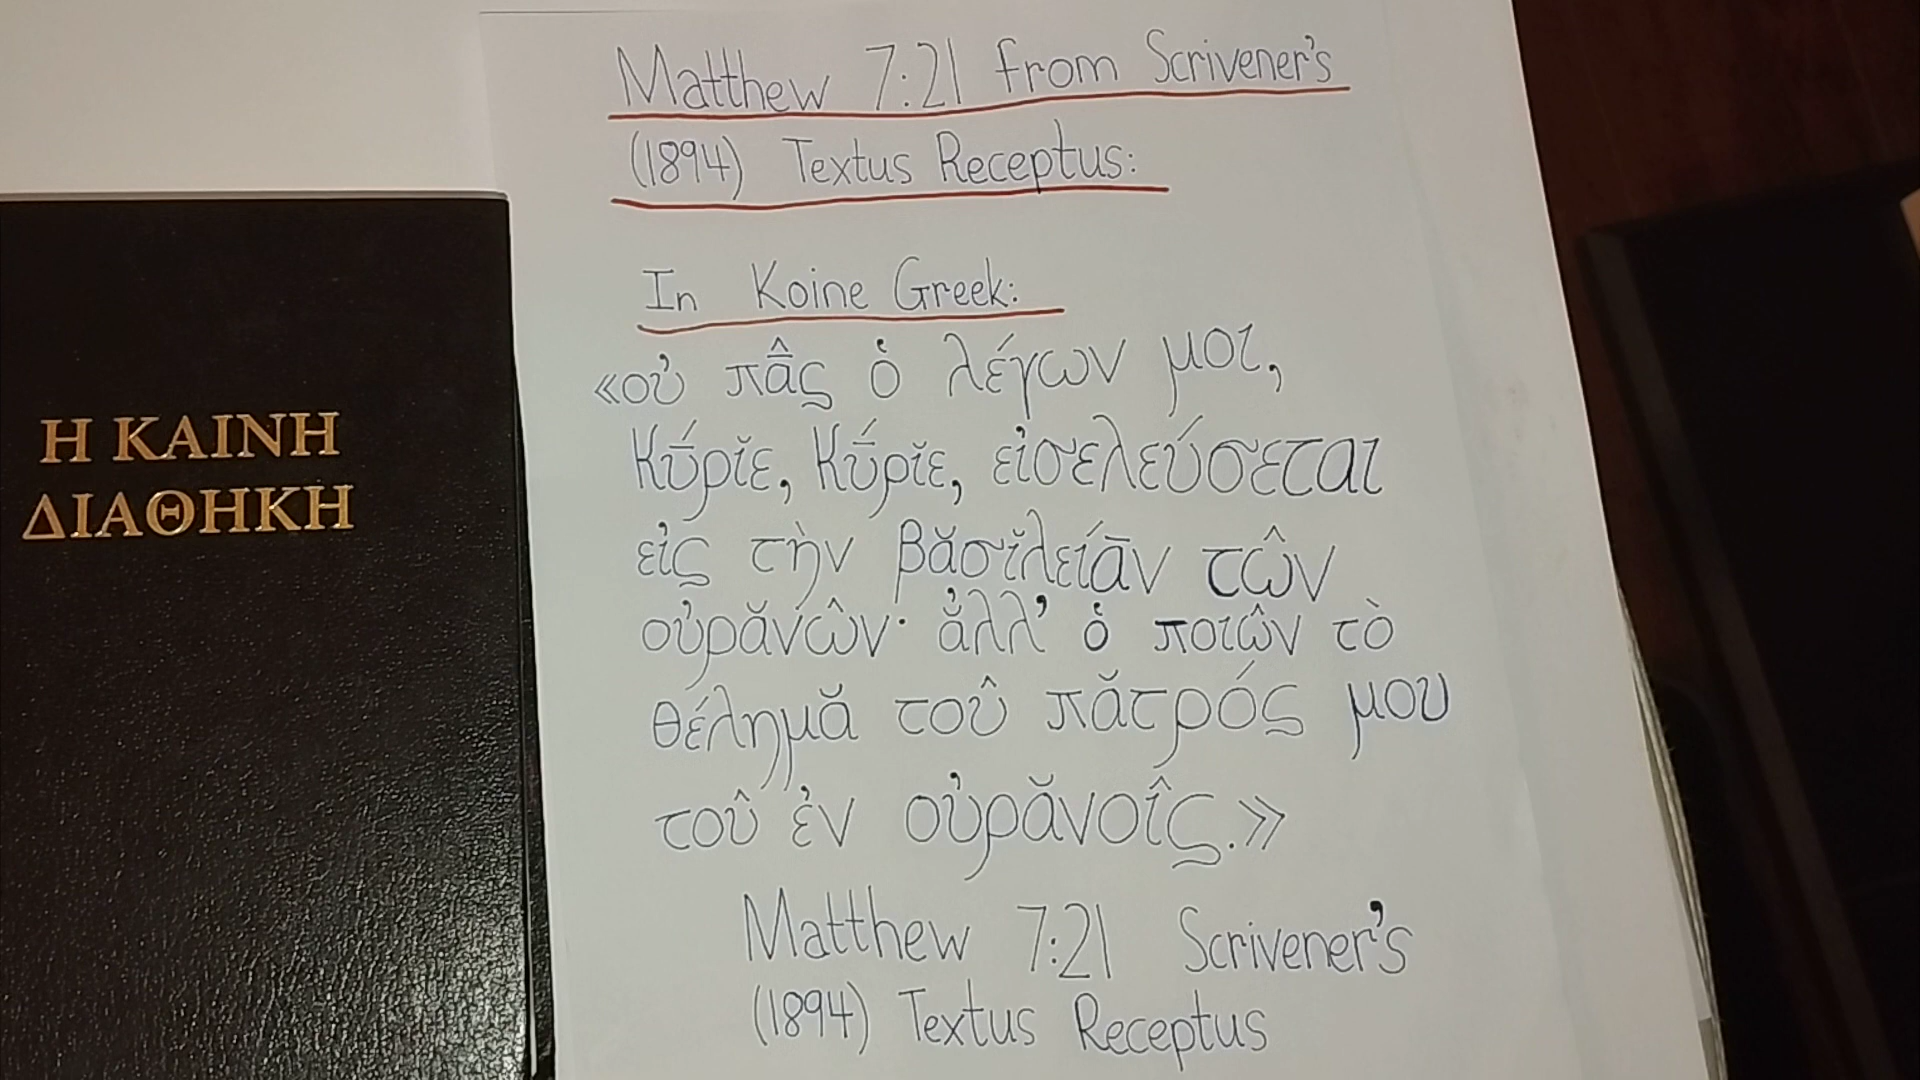 Matthew 7:21 from Scrivener's
(1894) Textus Receptus:
In Koine Greek:
«οὐ πᾶ̄ς ὁ λέγων μοι,
Κῡ́ρῐε, Κῡ́ρῐε, εἰσελεύσεται
εἰς τὴν βᾰσῐλείᾱν τῶν
οὐρᾰνῶν· ἀ̆λλ’ ὁ ποιῶν τὸ
θέλημᾰ τοῦ πᾰτρός μου
τοῦ ἐν οὐρᾰνοῖς.»
Matthew 7:21 Scrivener's
(1894) Textus Receptus
Η ΚΑΙΝΗ
ΔΙΑΘΗΚΗ